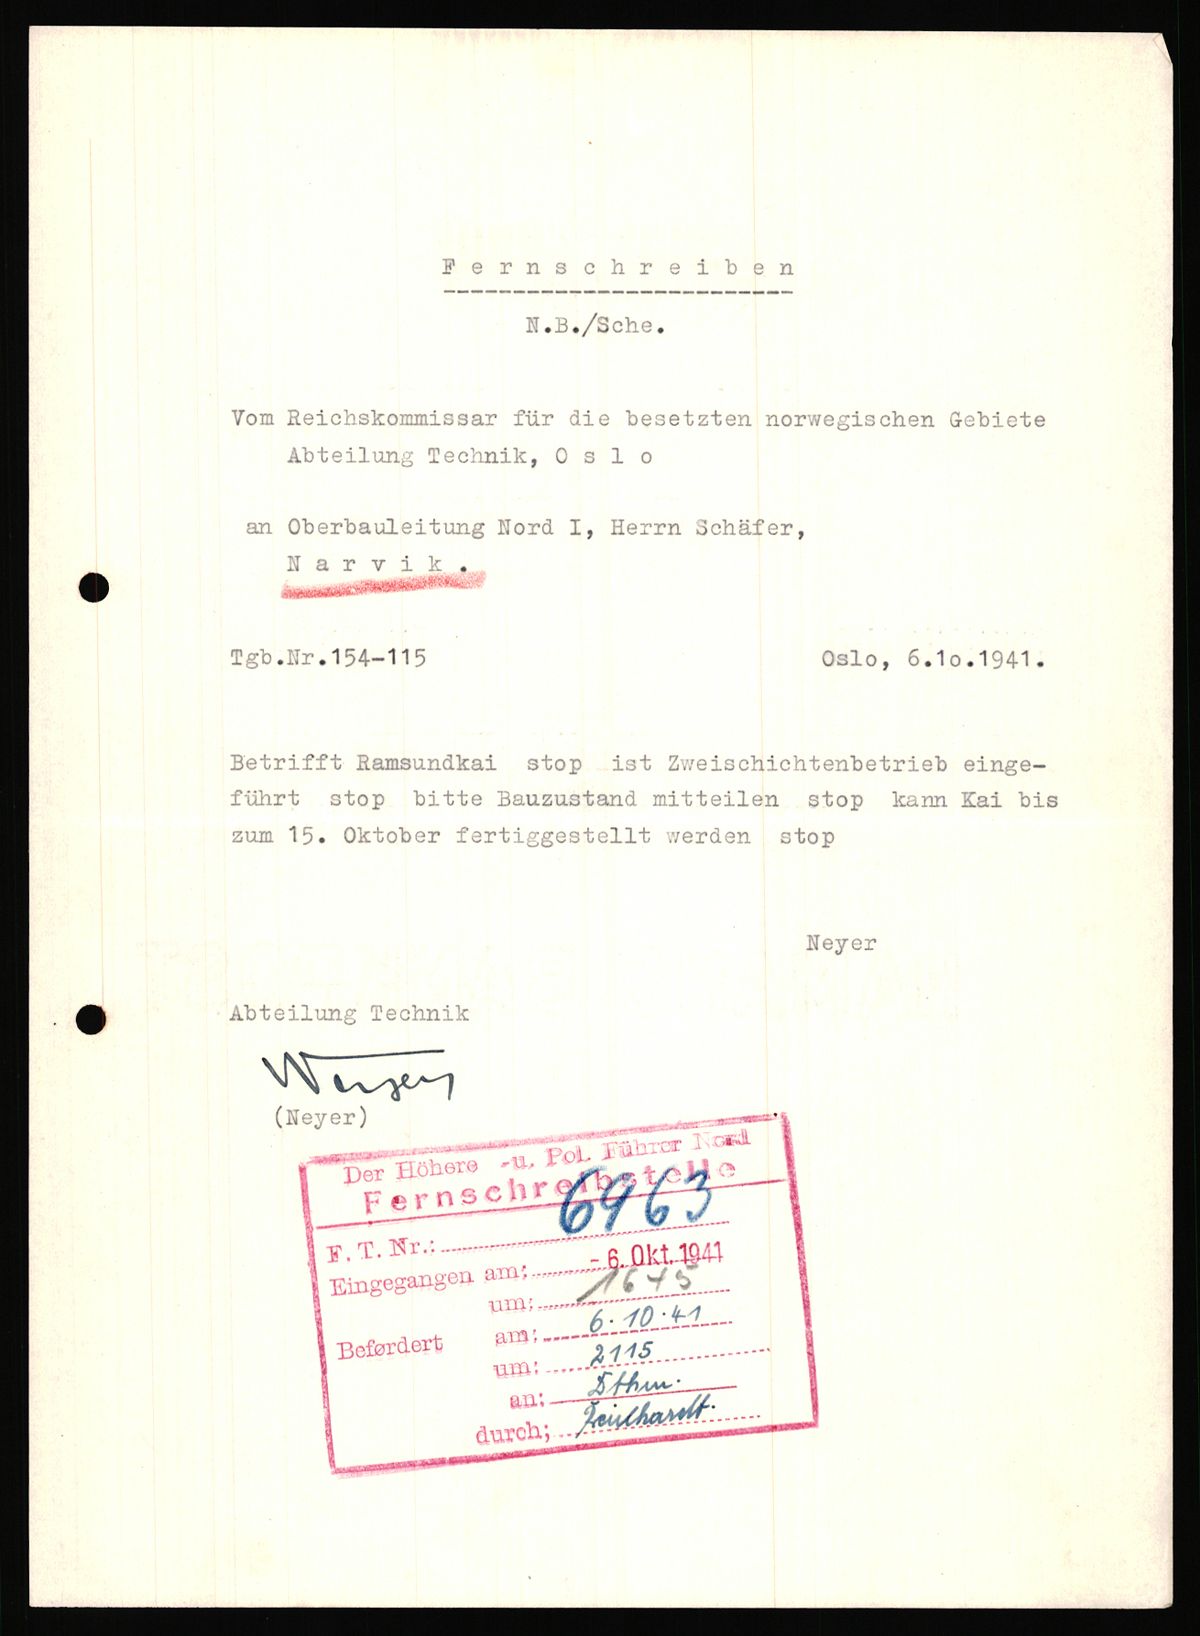 F e r n s c h r e i b e n
N.B./Sche.
Vom Reichskommissar für die besetzten norwegischen Gebiete
Abteilung Technik, O s l o
an Oberbauleitung Nord I, Herrn Schäfer,
N a r v i k .
Tgb.Nr.154-115 Oslo, 6.1o.1941.
Betrifft Ramsundkai stop ist Zweischichtenbetrieb einge-
führt stop bitte Bauzustand mitteilen stop kann Kai bis
zum 15. Oktober fertiggestellt werden stop
Neyer
Abteilung Technik
(Neyer)
Der Höhere -u. Pol. Führer Nord
Fernschreibstelle
F. T. Nr.: 6963
Eingegangen am: - 6. Okt. 1941
um: 1645
Befördert am: 6.10.41
um: 2115
an: Dthm.
durch: